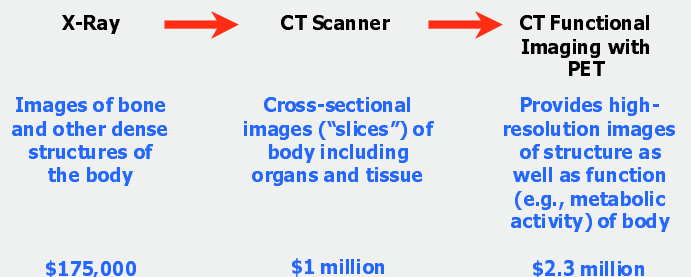 X-Ray
CT Scanner
CT Functional
Imaging with
PET
Images of bone
and other dense
structures of
the body
Cross-sectional
images (“slices”) of
body including
organs and tissue
Provides high-
resolution images
of structure as
well as function
(e.g., metabolic
activity) of body
$175,000
$1 million
$2.3 million